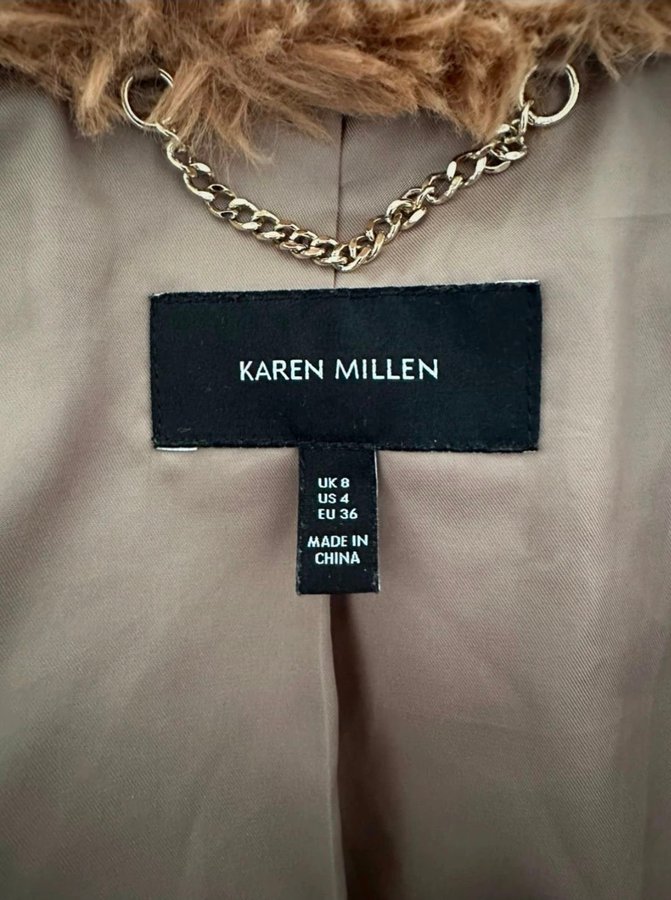 KAREN MILLEN
UK 8
US 4
EU 36
MADE IN
CHINA